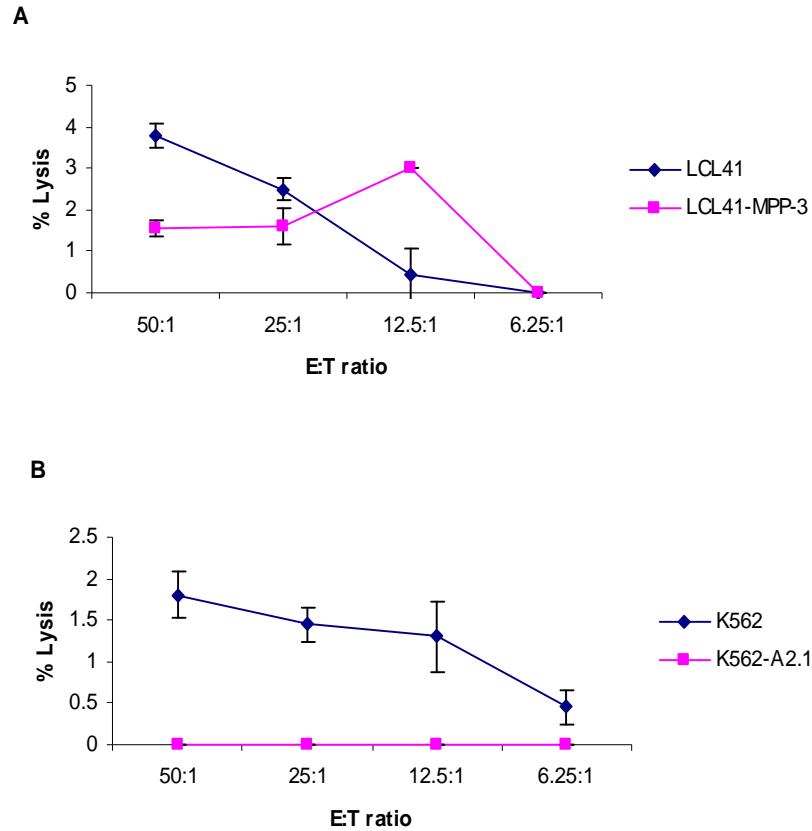 A
5
4
3
2
1
0
% Lysis
50:1
25:1
12.5:1
6.25:1
E:T ratio
LCL41
LCL41-MPP-3
B
2.5
2
1.5
1
0.5
0
% Lysis
50:1
25:1
12.5:1
6.25:1
E:T ratio
K562
K562-A2.1